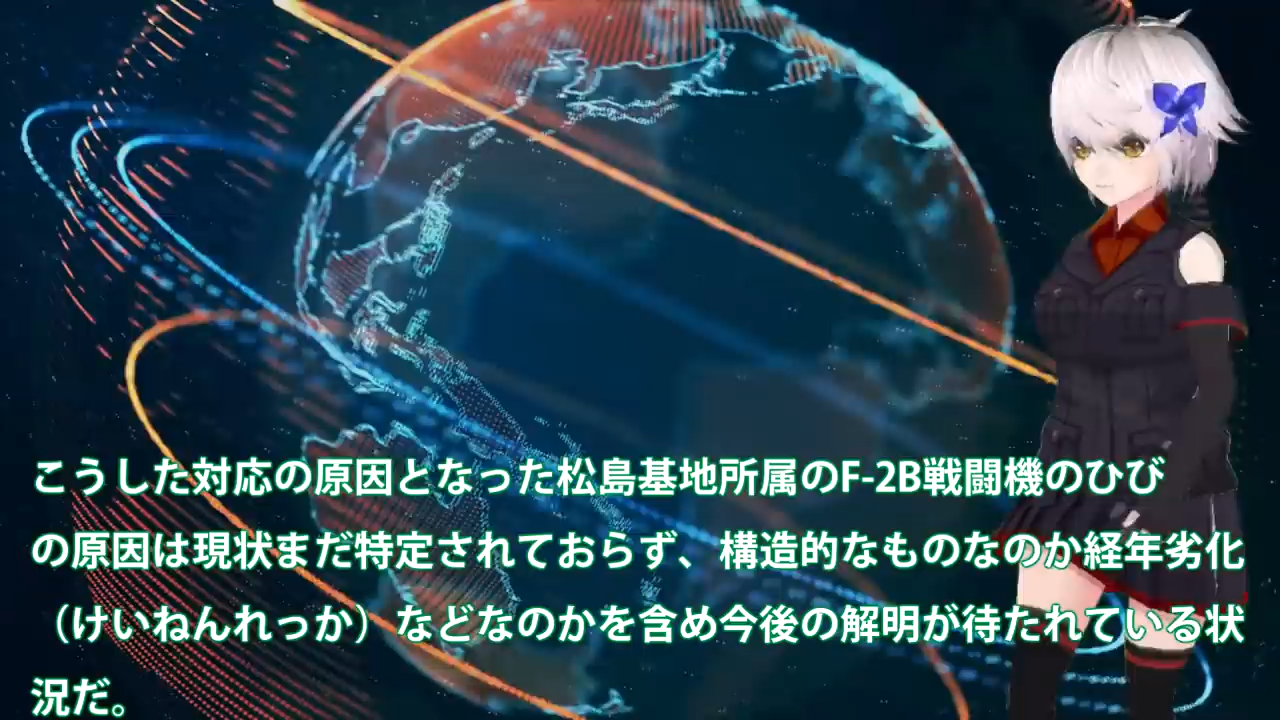 こうした対応の原因となった松島基地所属のF-2B戦闘機のひび
の原因は現状まだ特定されておらず、構造的なものなのか経年劣化
（けいねんれっか）などなのかを含め今後の解明が待たれている状
況だ。